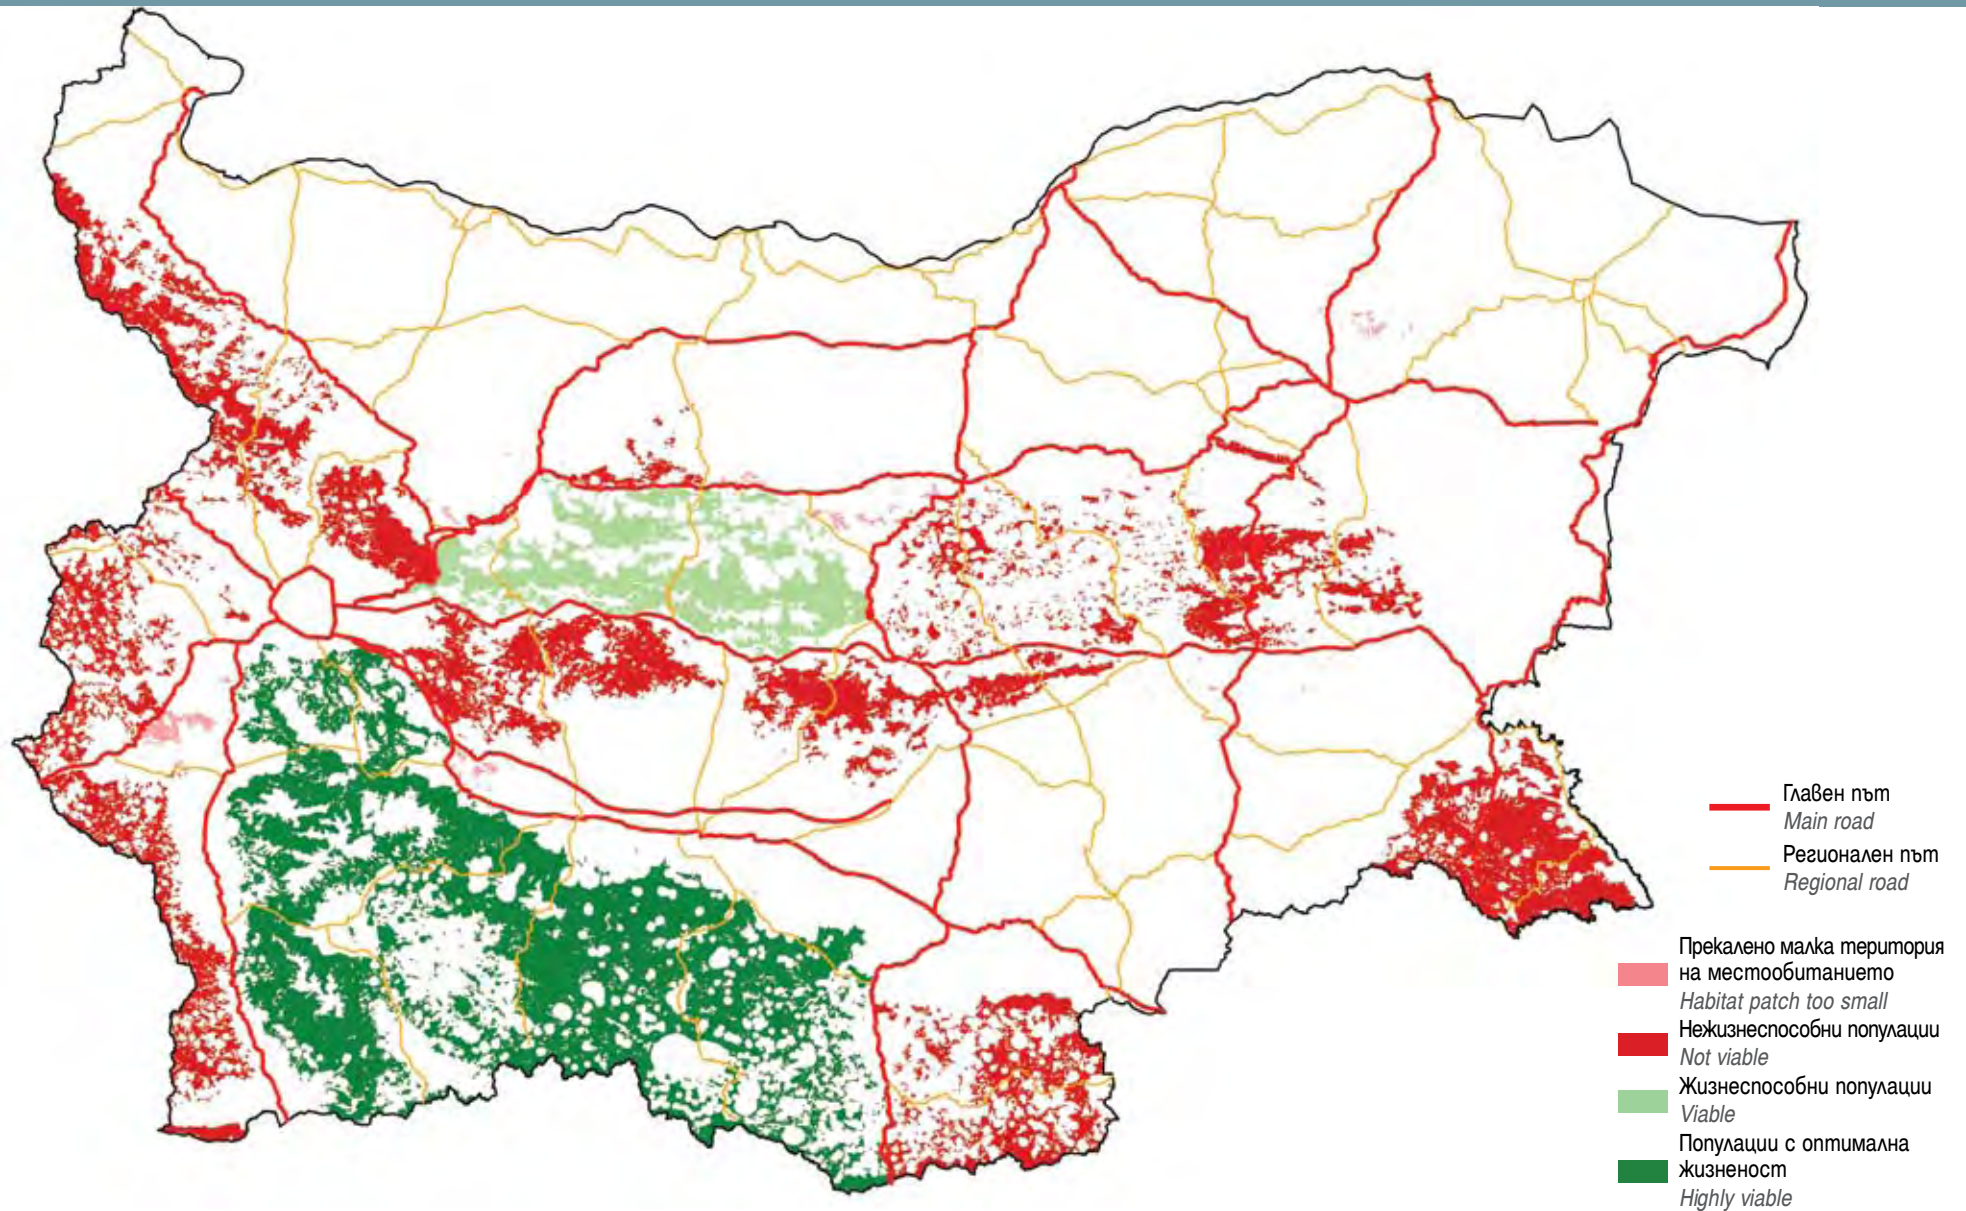 Главен път
Main road
Регионален път
Regional road
Прекалено малка територия
на местообитанието
Habitat patch too small
Нежизнеспособни популации
Not viable
Жизнеспособни популации
Viable
Популации с оптимална
жизненост
Highly viable